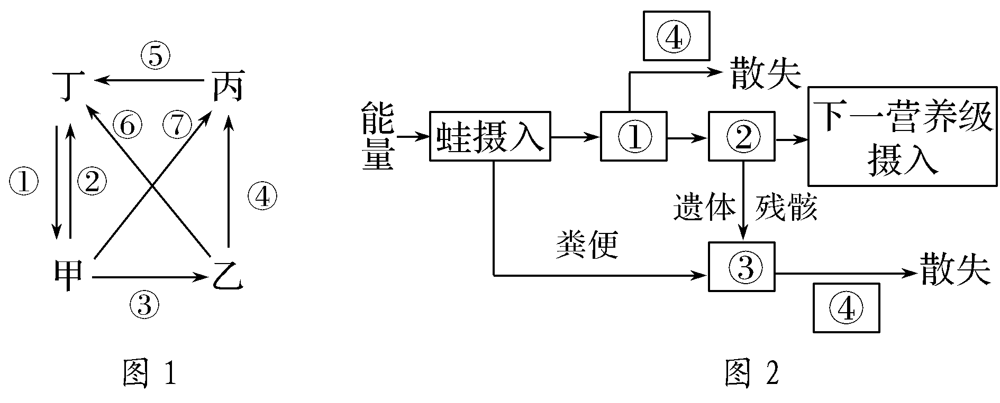 ⑤
丁
丙
⑥
⑦
①
②
④
甲
乙
③
图 1
④
散失
能量
蛙摄入
①
②
下一营养级
摄入
遗体
残骸
粪便
③
散失
④
图 2